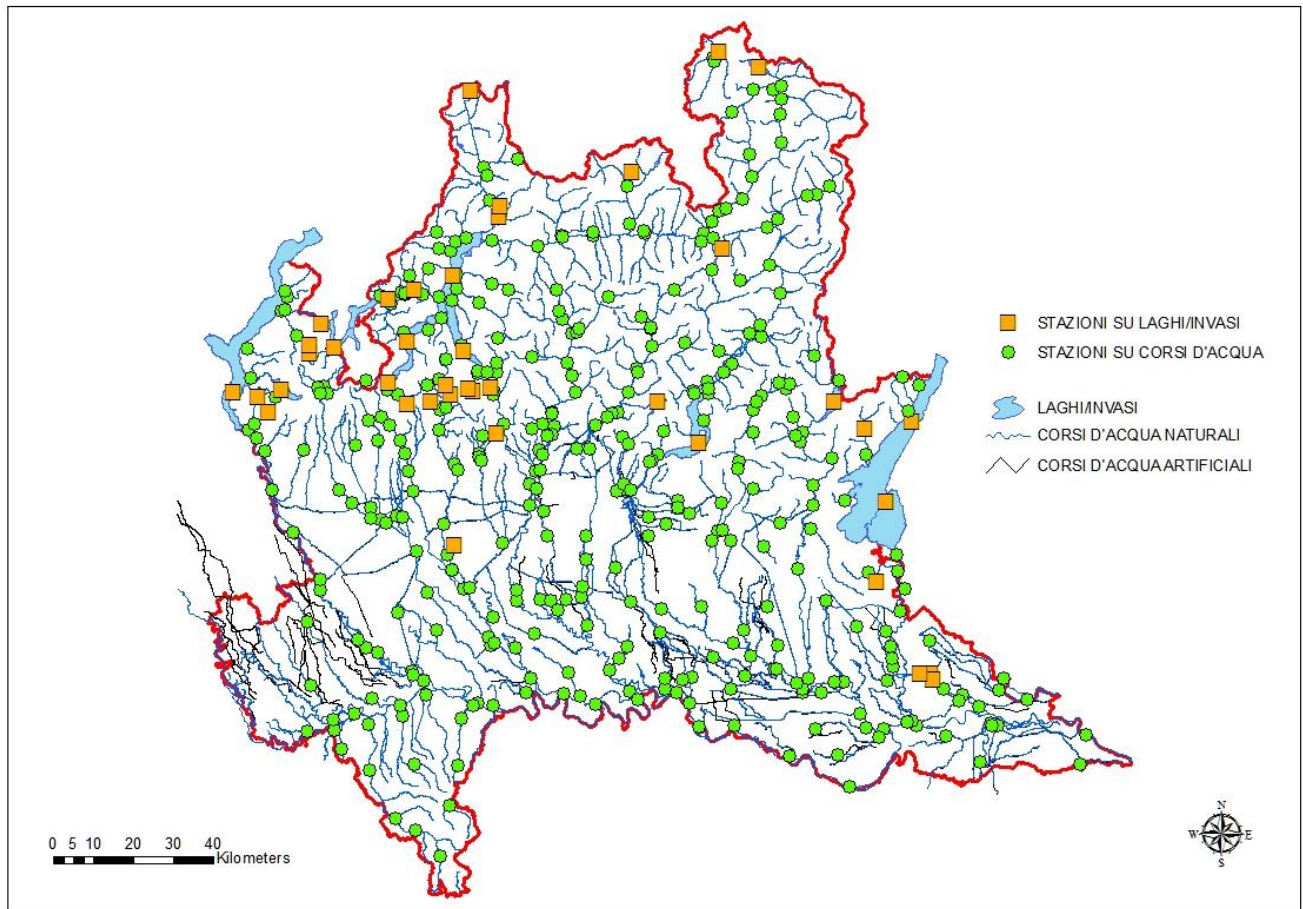 STAZIONI SU LAGHI/INVASI
STAZIONI SU CORSI D'ACQUA
LAGHI/INVASI
CORSI D'ACQUA NATURALI
CORSI D'ACQUA ARTIFICIALI
0 5 10 20 30 40
Kilometers
N
W E
S